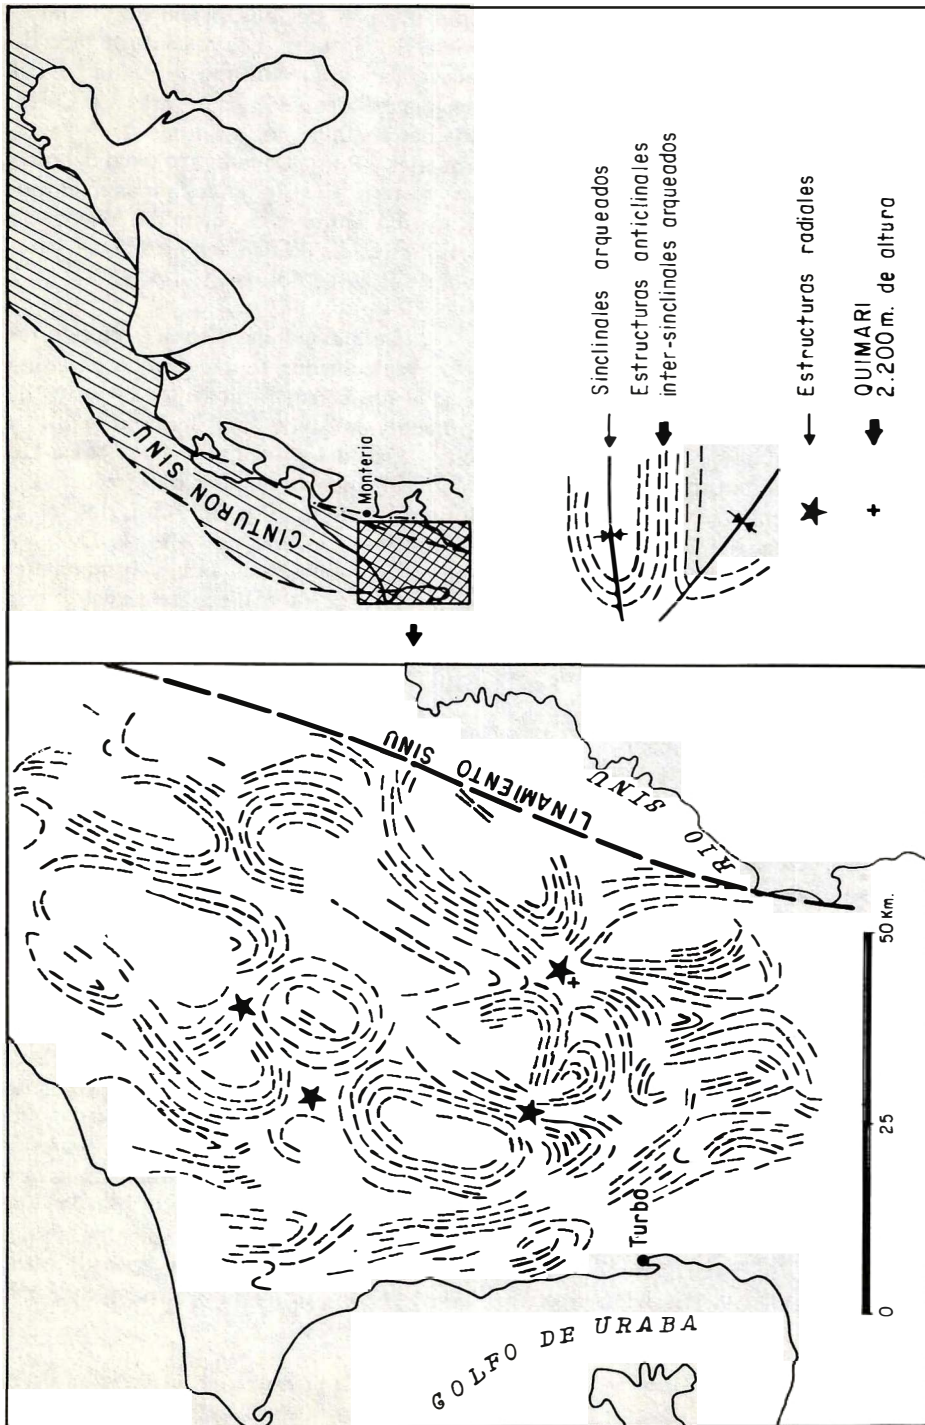 CINTURON SINU
Monteria
Sinclinales arqueados
Estructuras anticlinales
inter-sinclinales arqueados
Estructuras radiales
QUIMARI
2.200 m. de altura
LINAMIENTO
SINU
RIO SINU
Turbo
GOLFO DE URABA
0
25
50 Km.